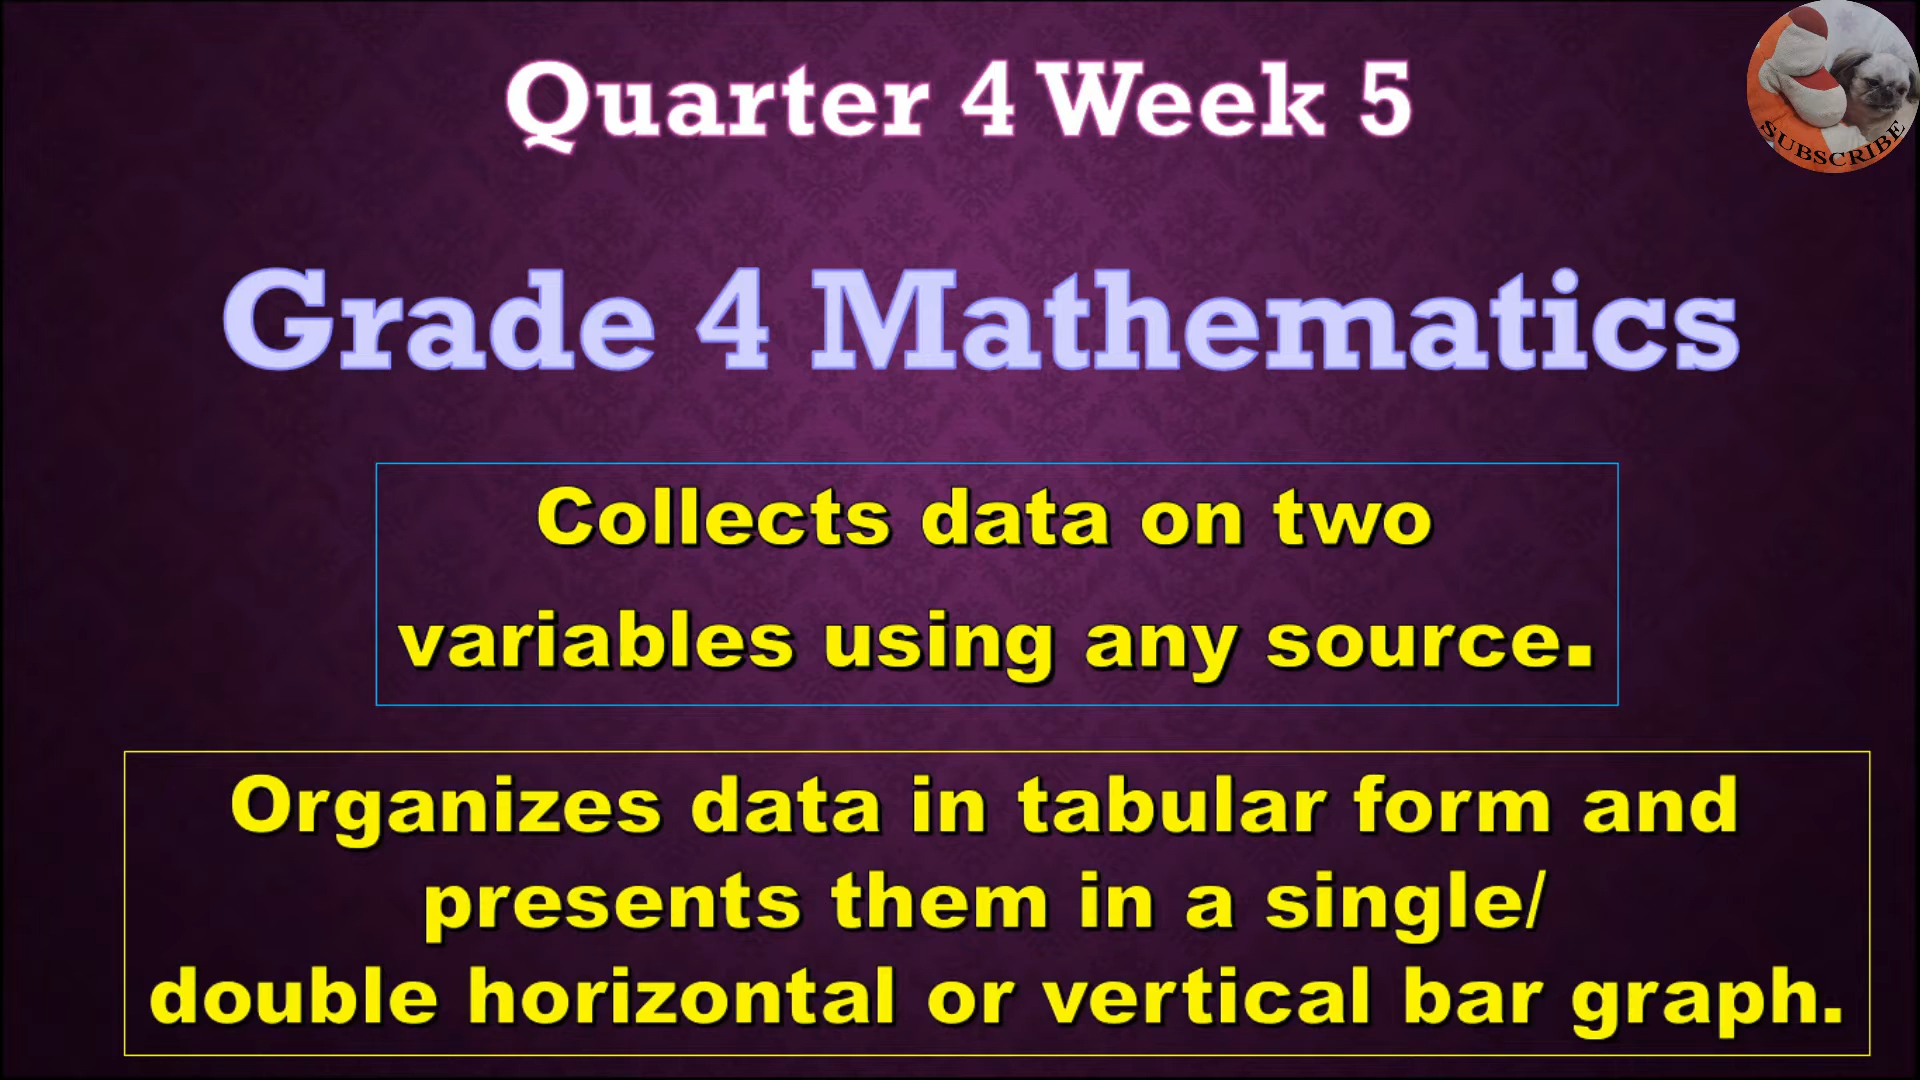 Quarter 4 Week 5
SUBSCRIBE
Grade 4 Mathematics
Collects data on two
variables using any source.
Organizes data in tabular form and
presents them in a single/
double horizontal or vertical bar graph.